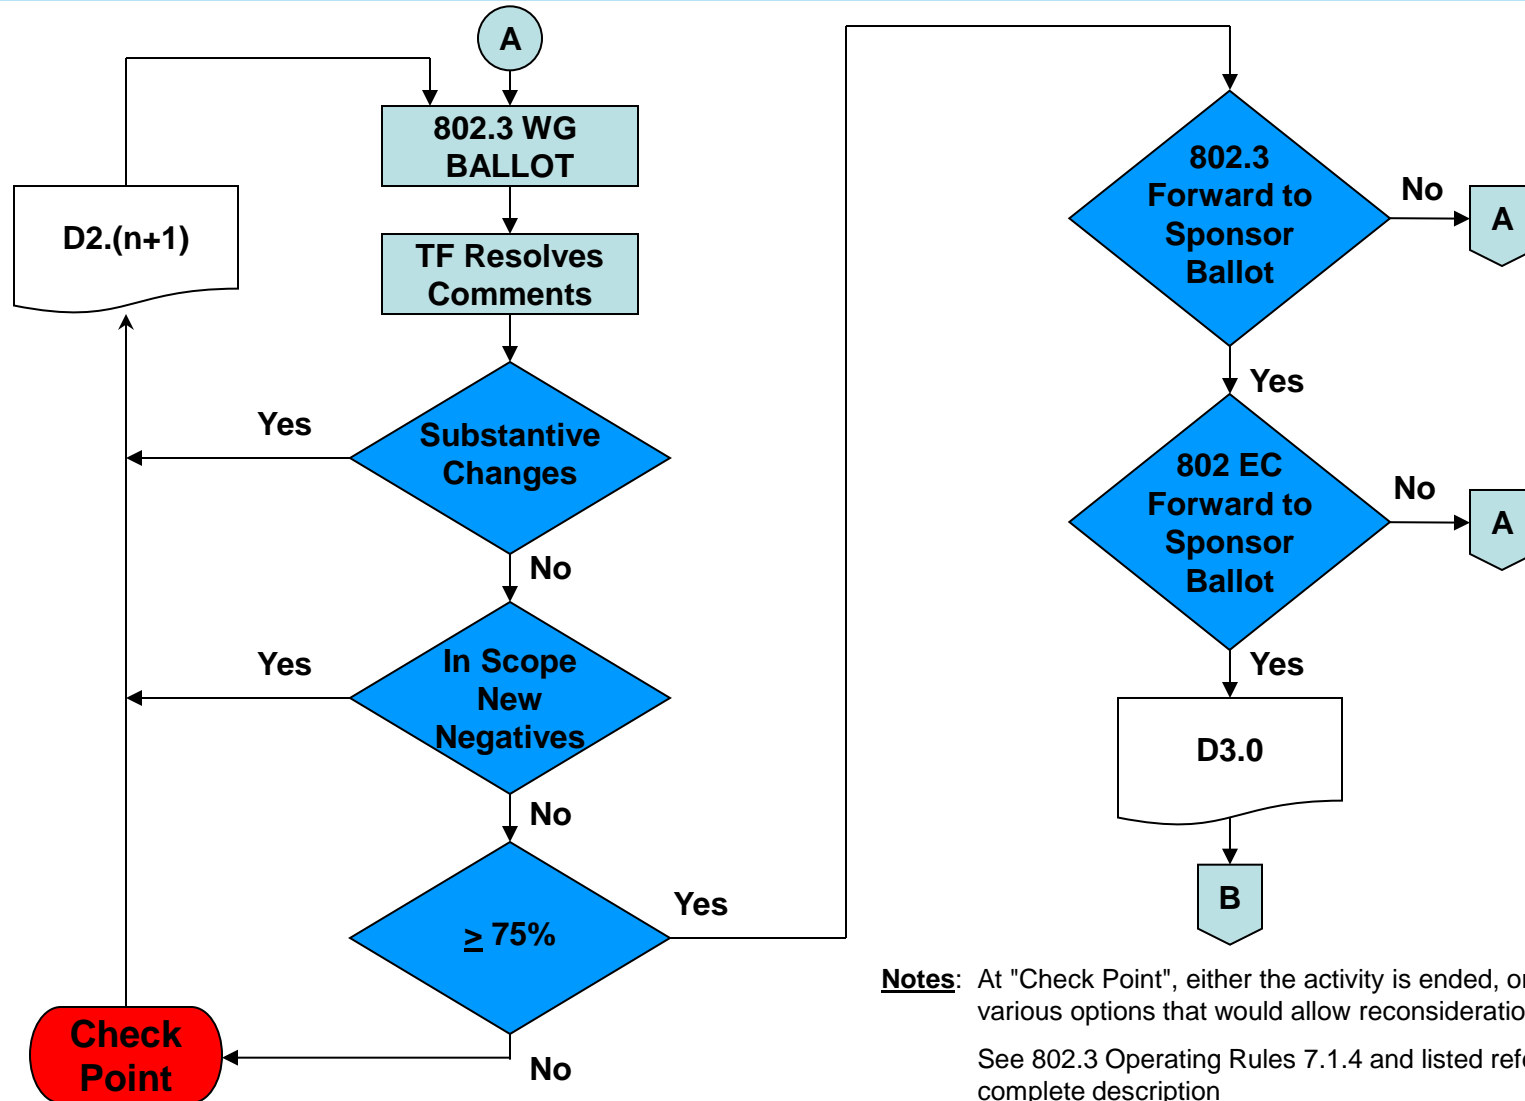 A
802.3 WG
BALLOT
D2.(n+1)
TF Resolves
Comments
Yes
Substantive
Changes
No
Yes
In Scope
New
Negatives
No
≥ 75%
Yes
Check
Point
No
802.3
Forward to
Sponsor
Ballot
No
A
Yes
802 EC
Forward to
Sponsor
Ballot
No
A
Yes
D3.0
B
Notes: At "Check Point", either the activity is ended, or
various options that would allow
See 802.3 Operating Rules 7.1.4 and listed
complete description